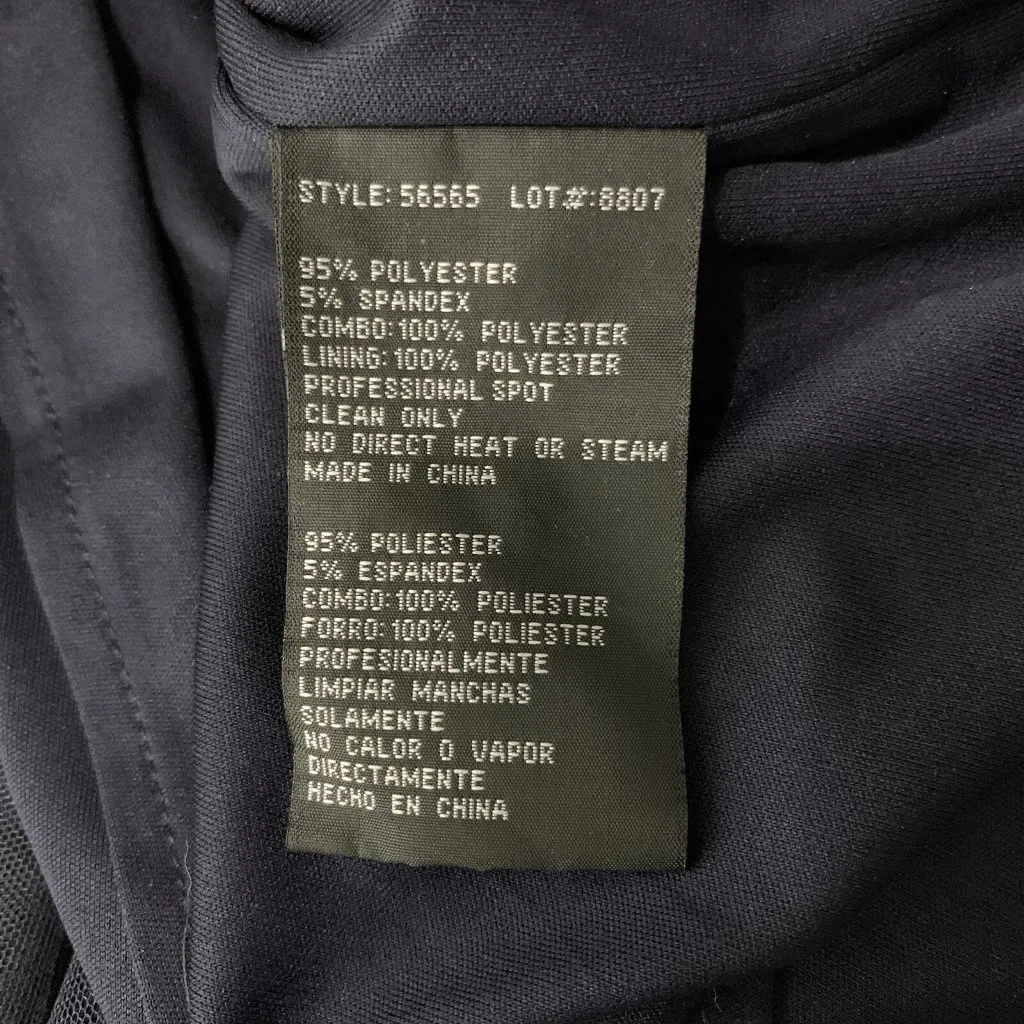 STYLE: 56565 LOT#:8807
95% POLYESTER
5% SPANDEX
COMBO:100% POLYESTER
LINING:100% POLYESTER
PROFESSIONAL SPOT
CLEAN ONLY
NO DIRECT HEAT OR STEAM
MADE IN CHINA
95% POLIESTER
5% ESPANDEX
COMBO:100% POLIESTER
FORRO:100% POLIESTER
PROFESIONALMENTE
LIMPIAR MANCHAS
SOLAMENTE
NO CALOR O VAPOR
DIRECTAMENTE
HECHO EN CHINA